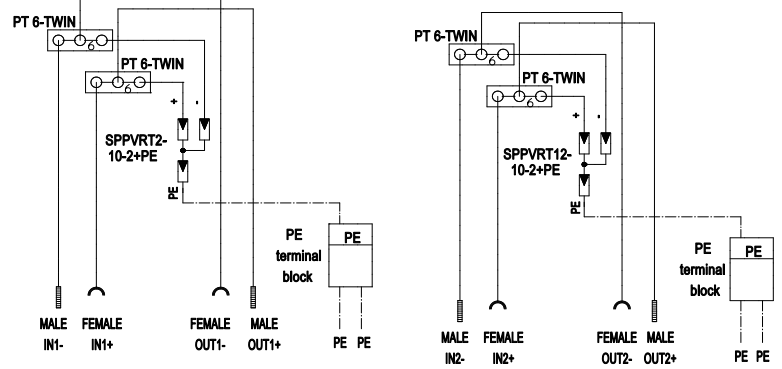 PT 6-TWIN
6
PT 6-TWIN
6
+ -
SPPVRT2-
10-2+PE
PE
PE
terminal
block
PE
MALE
IN1-
FEMALE
IN1+
FEMALE
OUT1-
MALE
OUT1+
PE PE
PT 6-TWIN
6
PT 6-TWIN
6
+ -
SPPVRT12-
10-2+PE
PE
PE
terminal
block
PE
MALE
IN2-
FEMALE
IN2+
FEMALE
OUT2-
MALE
OUT2+
PE PE